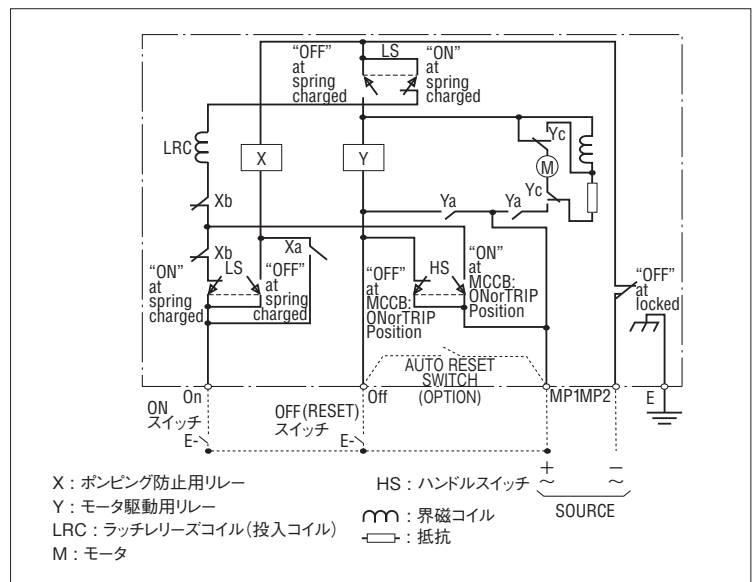 “OFF”
at
spring
charged
LS
“ON”
at
spring
charged
LRC
X
Y
Yc
M
Yc
Xb
Ya
Ya
Xb
Xa
“ON”
at
spring
charged
LS
“OFF”
at
spring
charged
“OFF”
at
MCCB:
ONorTRIP
Position
HS
“ON”
at
MCCB:
ONorTRIP
Position
“OFF”
at
locked
AUTO RESET
SWITCH
(OPTION)
On
Off
MP1
MP2
E
ON
スイッチ
E-
OFF(RESET)
スイッチ
E-
+
~
−
~
SOURCE
X：ポンピング防止用リレー
Y：モータ駆動用リレー
LRC：ラッチレリーズコイル（投入コイル）
M：モータ
HS：ハンドルスイッチ
：界磁コイル
：抵抗